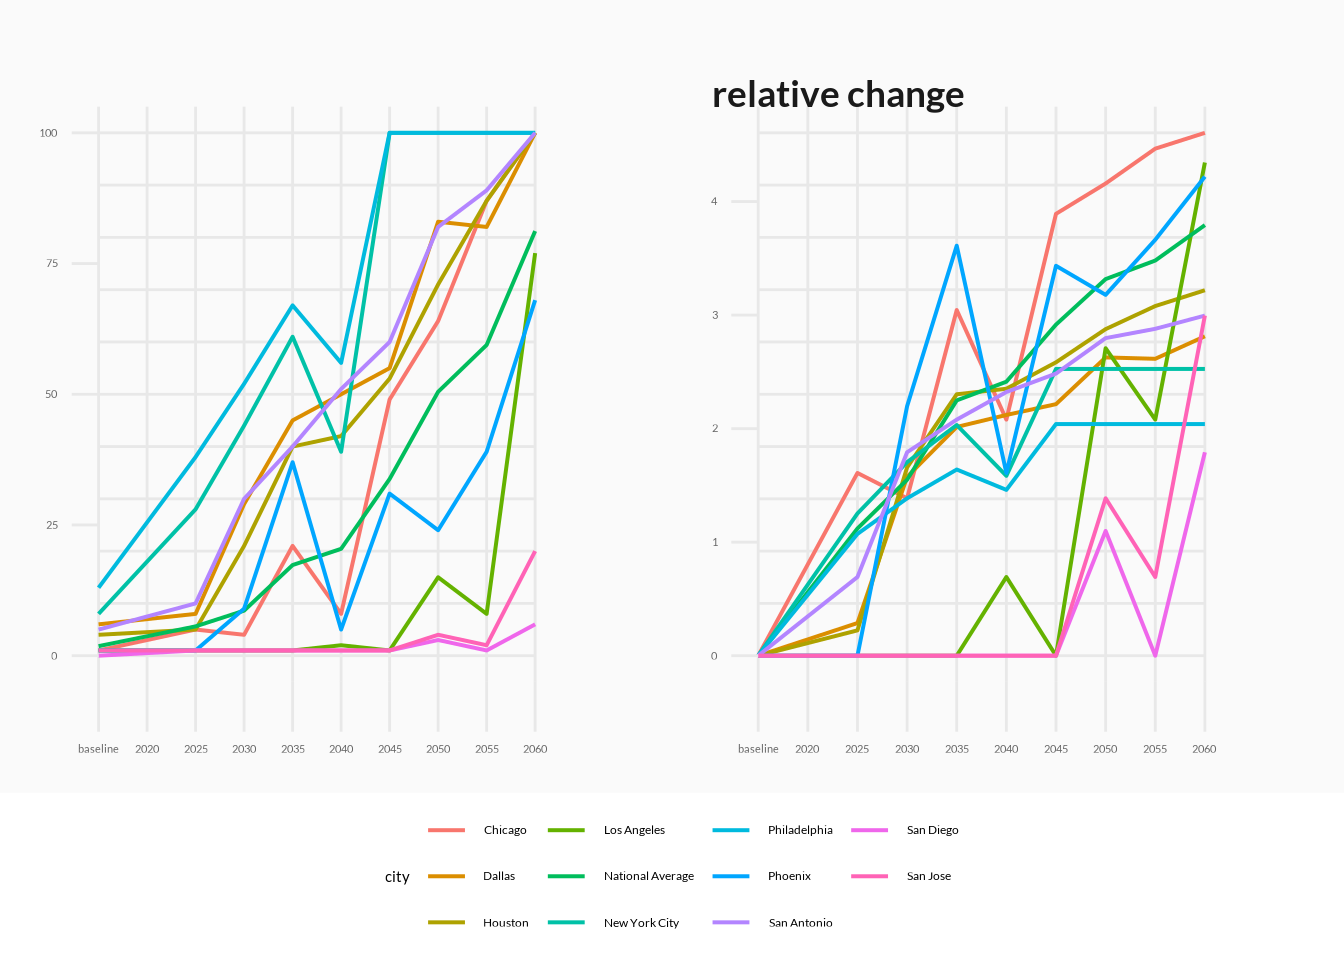 relative change
100
75
50
25
0
baseline 2020 2025 2030 2035 2040 2045 2050 2055 2060
4
3
2
1
0
baseline 2020 2025 2030 2035 2040 2045 2050 2055 2060
city
Chicago Los Angeles Philadelphia San Diego
Dallas National Average Phoenix San Jose
Houston New York City San Antonio